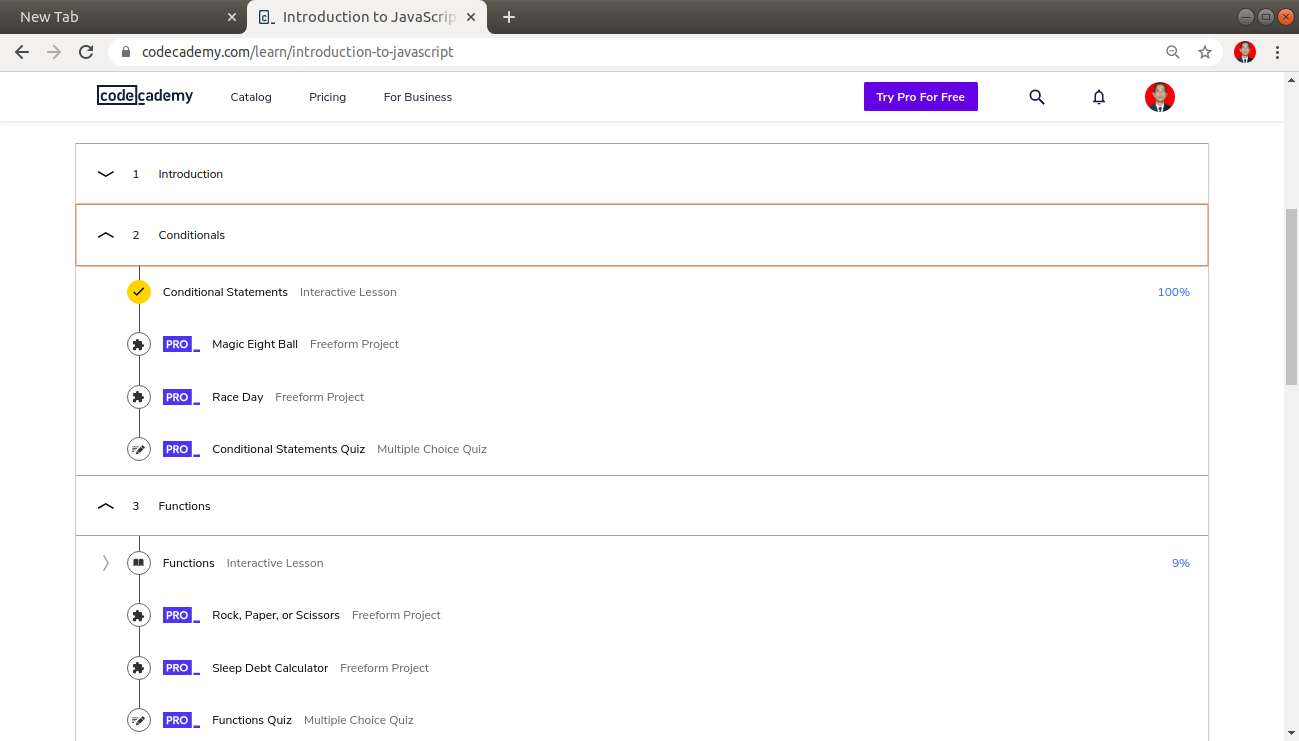 New Tab
Introduction to JavaScrip
codecademy.com/learn/introduction-to-javascript
codecademy Catalog Pricing For Business Try Pro For Free
1 Introduction
2 Conditionals
Conditional Statements Interactive Lesson 100%
PRO Magic Eight Ball Freeform Project
PRO Race Day Freeform Project
PRO Conditional Statements Quiz Multiple Choice Quiz
3 Functions
Functions Interactive Lesson 9%
PRO Rock, Paper, or Scissors Freeform Project
PRO Sleep Debt Calculator Freeform Project
PRO Functions Quiz Multiple Choice Quiz